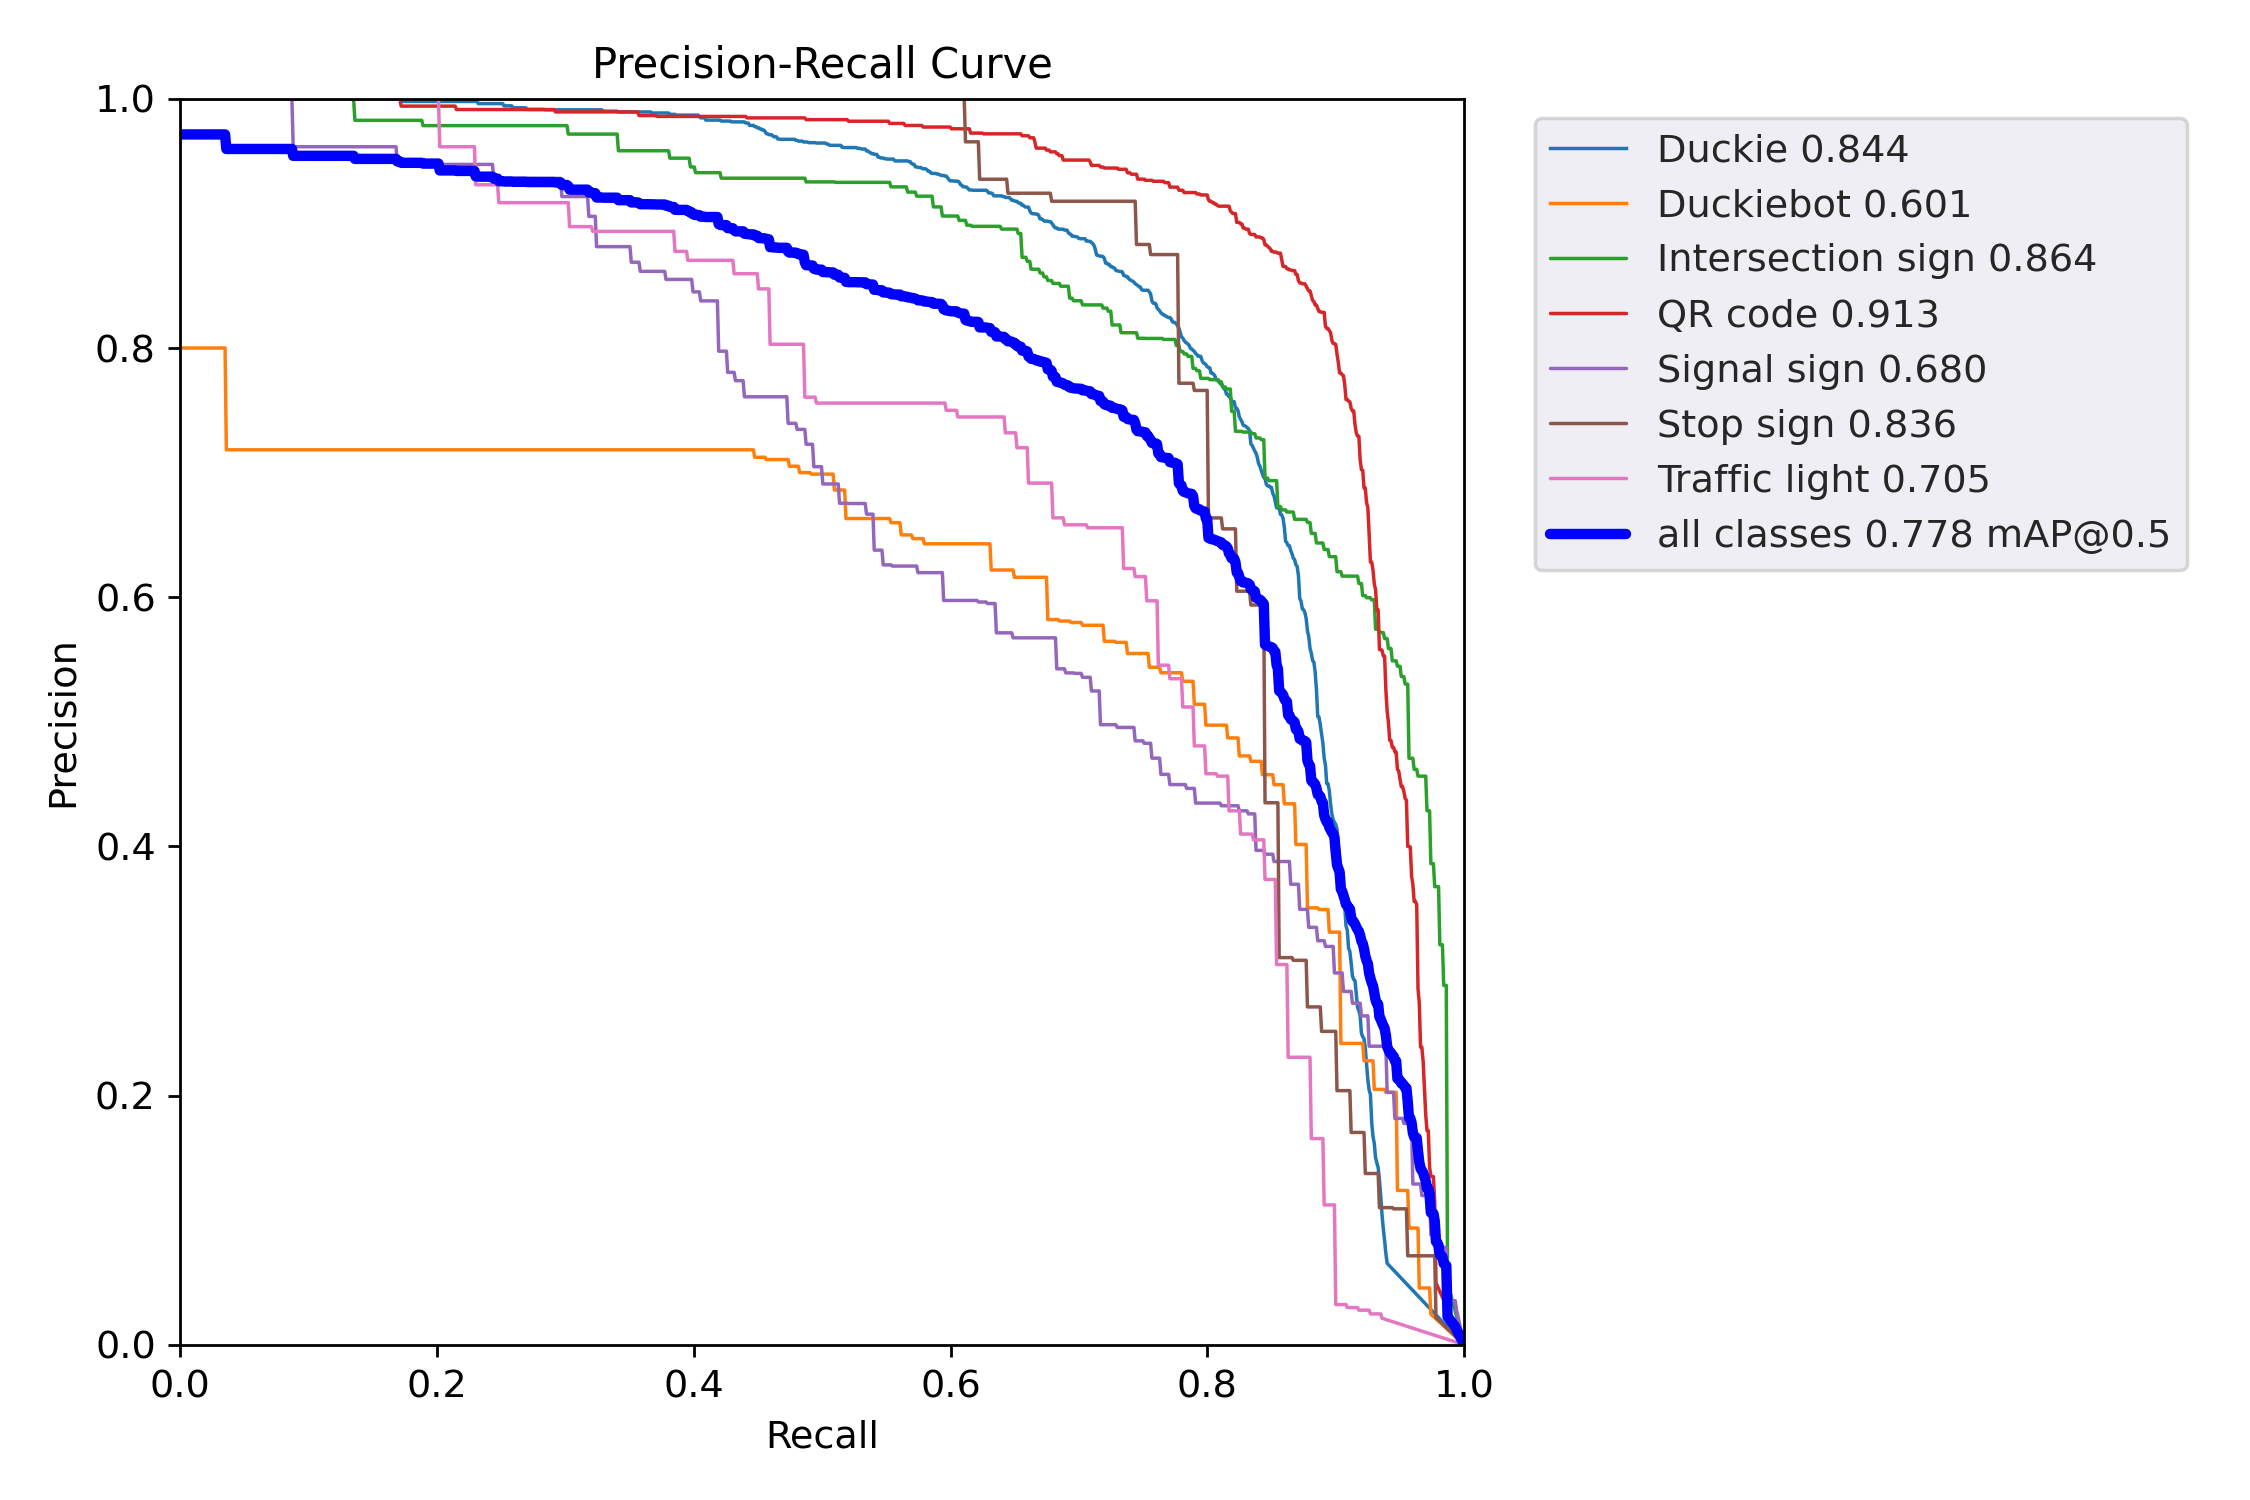 Precision-Recall Curve
1.0
0.8
0.6
0.4
0.2
0.0
Precision
0.0 0.2 0.4 0.6 0.8 1.0
Recall
Duckie 0.844
Duckiebot 0.601
Intersection sign 0.864
QR code 0.913
Signal sign 0.680
Stop sign 0.836
Traffic light 0.705
all classes 0.778 mAP@0.5